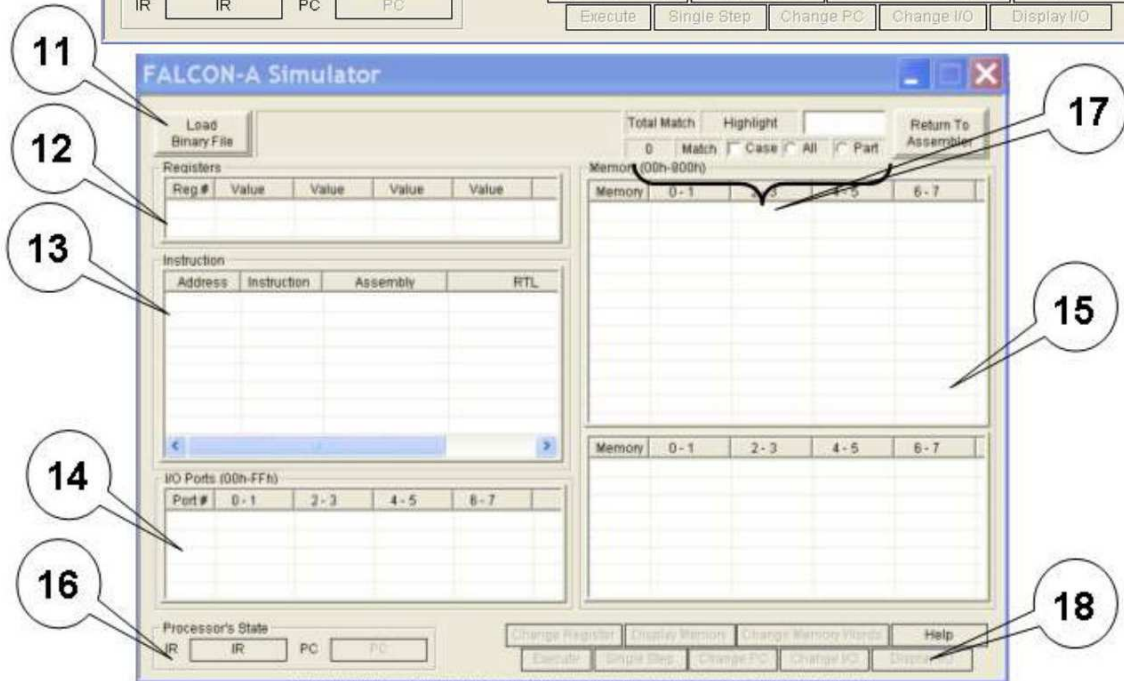 IR IR PC PC
Execute Single Step Change PC Change I/O Display I/O
11
FALCON-A Simulator
17
Load
Binary File
Total Match Highlight
Return To
Assembler
0 Match Case All Part
12
Registers
Reg # Value Value Value Value
Memory (00h-800h)
Memory 0 - 1 2 - 3 4 - 5 6 - 7
13
Instruction
Address Instruction Assembly RTL
15
14
Memory 0 - 1 2 - 3 4 - 5 6 - 7
I/O Ports (00h-FFh)
Port # 0 - 1 2 - 3 4 - 5 6 - 7
16
18
Processor's State
IR IR PC PC
Change Register Display Memory Change Memory Words Help
Execute Single Step Change PC Change I/O Display I/O